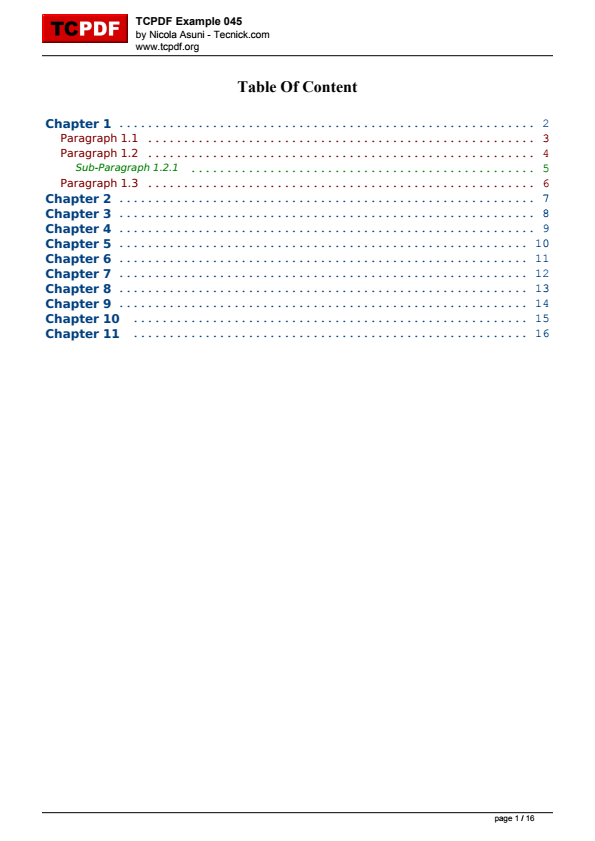 TCPDF
TCPDF Example 045
by Nicola Asuni - Tecnick.com
www.tcpdf.org
Table Of Content
Chapter 1 . . . . . . . . . . . . . . . . . . . . . . . . . . . . . . . . . . . . . . . . . . . . . . . . . . . . . . . . . 2
Paragraph 1.1 . . . . . . . . . . . . . . . . . . . . . . . . . . . . . . . . . . . . . . . . . . . . . . . . . . . . . 3
Paragraph 1.2 . . . . . . . . . . . . . . . . . . . . . . . . . . . . . . . . . . . . . . . . . . . . . . . . . . . . . 4
Sub-Paragraph 1.2.1 . . . . . . . . . . . . . . . . . . . . . . . . . . . . . . . . . . . . . . . . . . . . . . . 5
Paragraph 1.3 . . . . . . . . . . . . . . . . . . . . . . . . . . . . . . . . . . . . . . . . . . . . . . . . . . . . . 6
Chapter 2 . . . . . . . . . . . . . . . . . . . . . . . . . . . . . . . . . . . . . . . . . . . . . . . . . . . . . . . . . 7
Chapter 3 . . . . . . . . . . . . . . . . . . . . . . . . . . . . . . . . . . . . . . . . . . . . . . . . . . . . . . . . . 8
Chapter 4 . . . . . . . . . . . . . . . . . . . . . . . . . . . . . . . . . . . . . . . . . . . . . . . . . . . . . . . . . 9
Chapter 5 . . . . . . . . . . . . . . . . . . . . . . . . . . . . . . . . . . . . . . . . . . . . . . . . . . . . . . . . 10
Chapter 6 . . . . . . . . . . . . . . . . . . . . . . . . . . . . . . . . . . . . . . . . . . . . . . . . . . . . . . . . 11
Chapter 7 . . . . . . . . . . . . . . . . . . . . . . . . . . . . . . . . . . . . . . . . . . . . . . . . . . . . . . . . 12
Chapter 8 . . . . . . . . . . . . . . . . . . . . . . . . . . . . . . . . . . . . . . . . . . . . . . . . . . . . . . . . 13
Chapter 9 . . . . . . . . . . . . . . . . . . . . . . . . . . . . . . . . . . . . . . . . . . . . . . . . . . . . . . . . 14
Chapter 10 . . . . . . . . . . . . . . . . . . . . . . . . . . . . . . . . . . . . . . . . . . . . . . . . . . . . . . 15
Chapter 11 . . . . . . . . . . . . . . . . . . . . . . . . . . . . . . . . . . . . . . . . . . . . . . . . . . . . . . 16
page 1 / 16